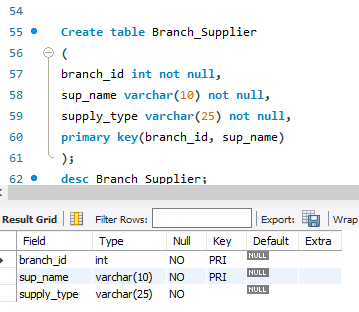 54
55 Create table Branch_Supplier
56 (
57 branch_id int not null,
58 sup_name varchar(10) not null,
59 supply_type varchar(25) not null,
60 primary key(branch_id, sup_name)
61 );
62 desc Branch_Supplier;
Result Grid Filter Rows: Export: Wrap
Field Type Null Key Default Extra
branch_id int NO PRI NULL
sup_name varchar(10) NO PRI NULL
supply_type varchar(25) NO NULL